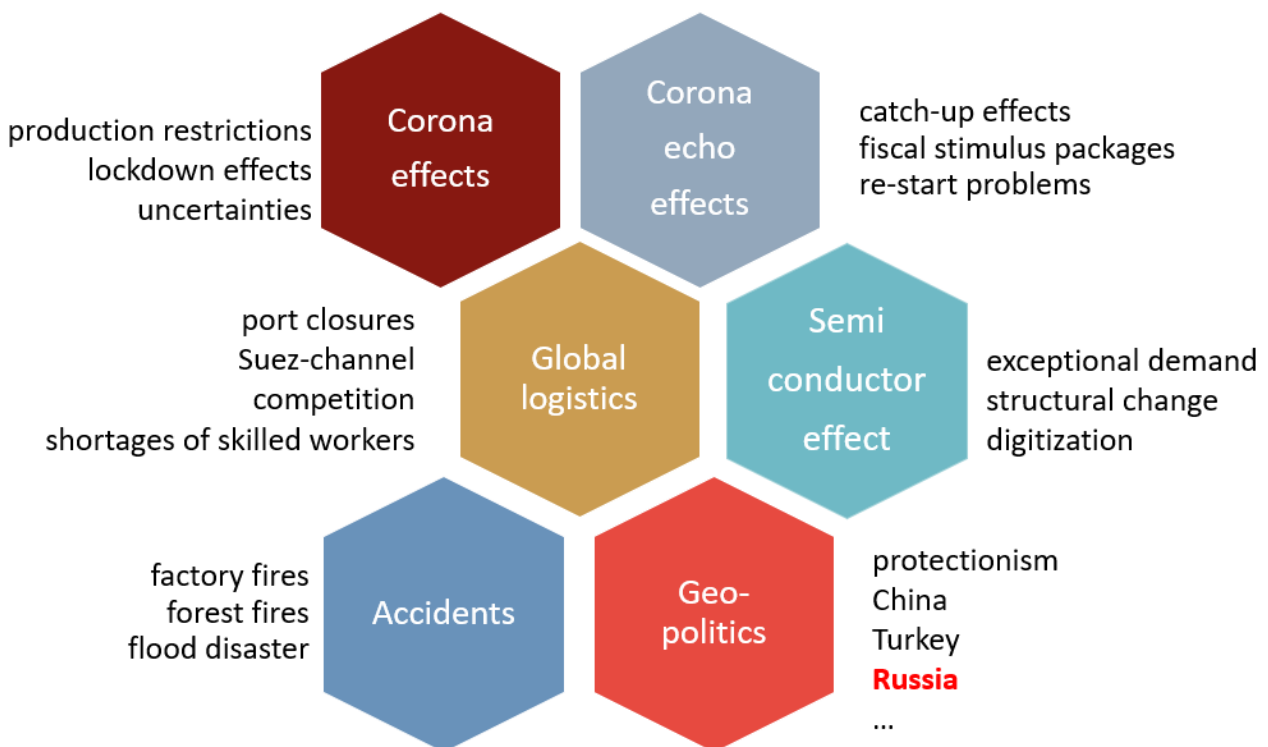 production restrictions
lockdown effects
uncertainties
Corona
effects
Corona
echo
effects
catch-up effects
fiscal stimulus packages
re-start problems
port closures
Suez-channel
competition
shortages of skilled workers
Global
logistics
Semi
conductor
effect
exceptional demand
structural change
digitization
factory fires
forest fires
flood disaster
Accidents
Geo-
politics
protectionism
China
Turkey
Russia
...